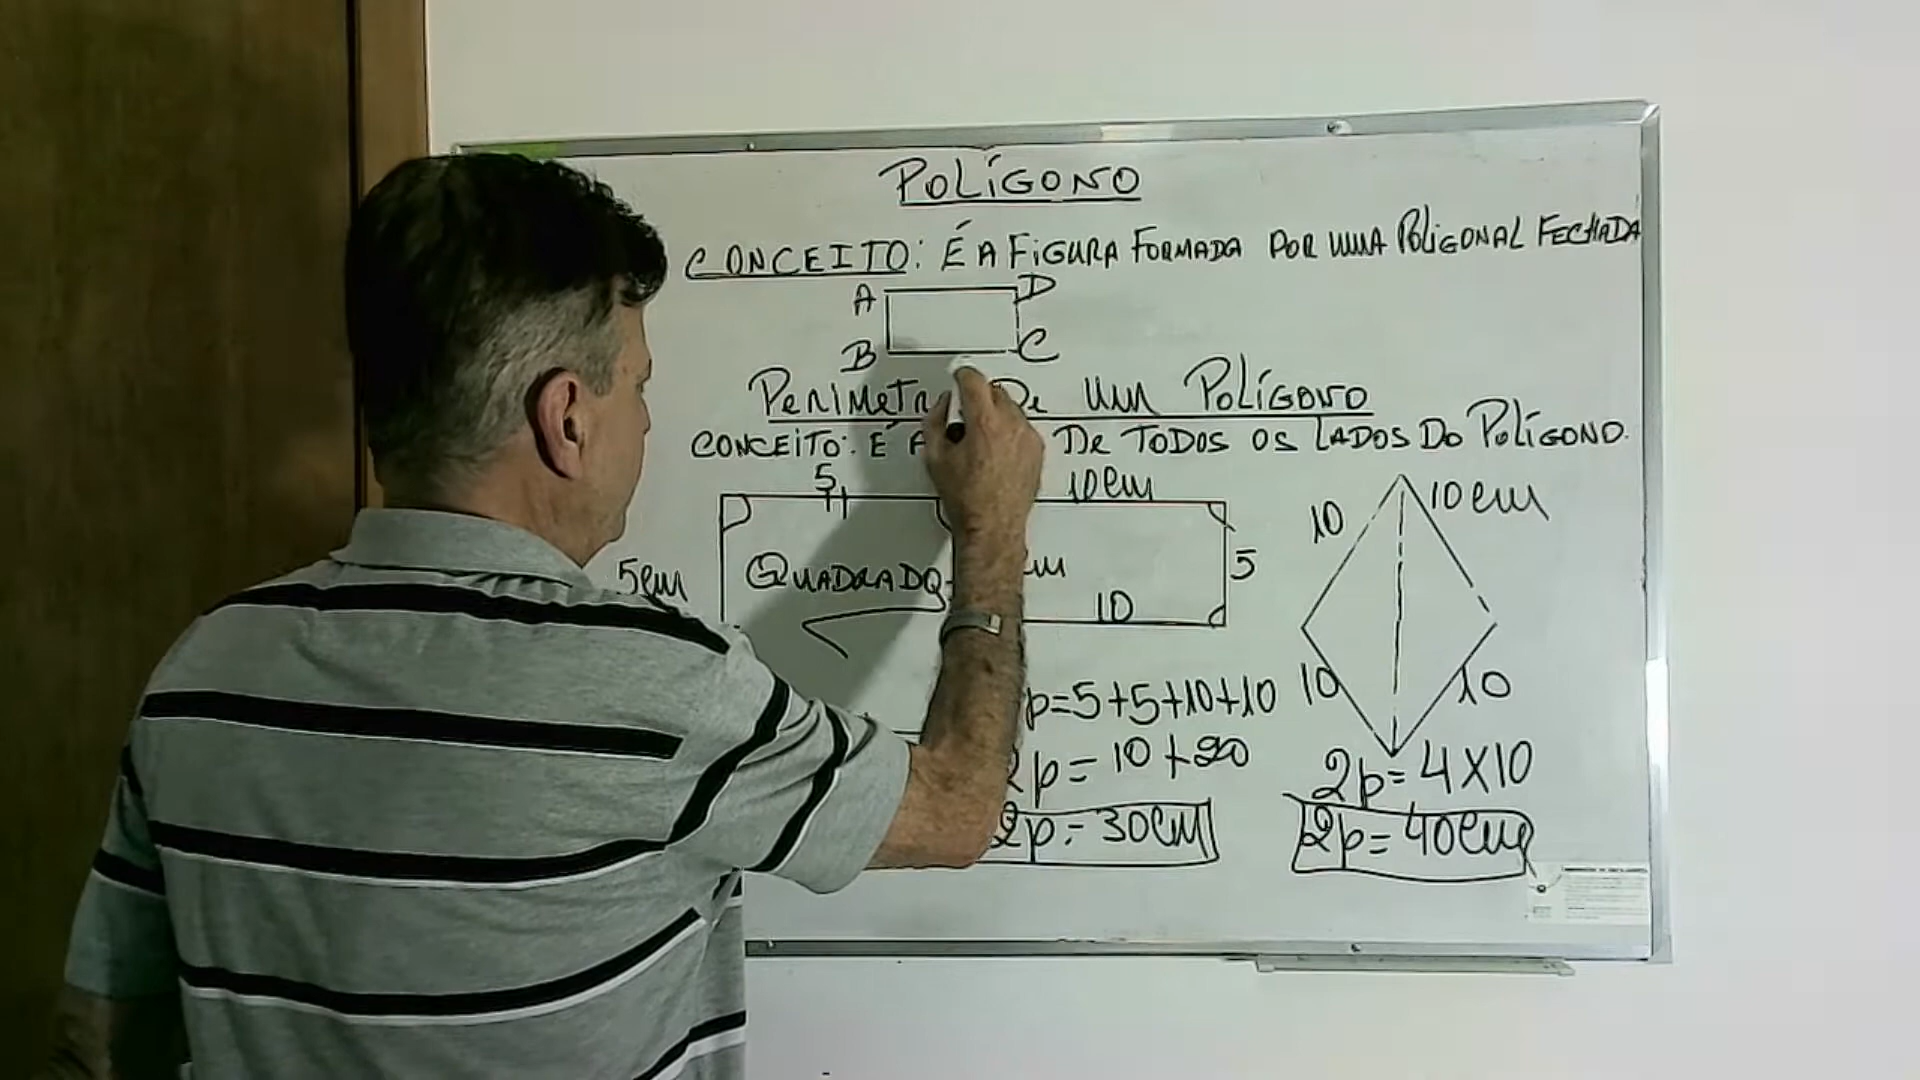 POLÍGONO
CONCEITO: É A FIGURA FORMADA POR UMA POLIGONAL FECHADA
A D
B C
PERIMETR DE UM POLÍGONO
CONCEITO: É A DE TODOS OS LADOS DO POLÍGONO.
5 10cm 10 10cm
5cm QUADRADO 5
10
10 10
p=5+5+10+10
2p= 10+20 2p= 4X10
2p= 30cm 2p= 40cm